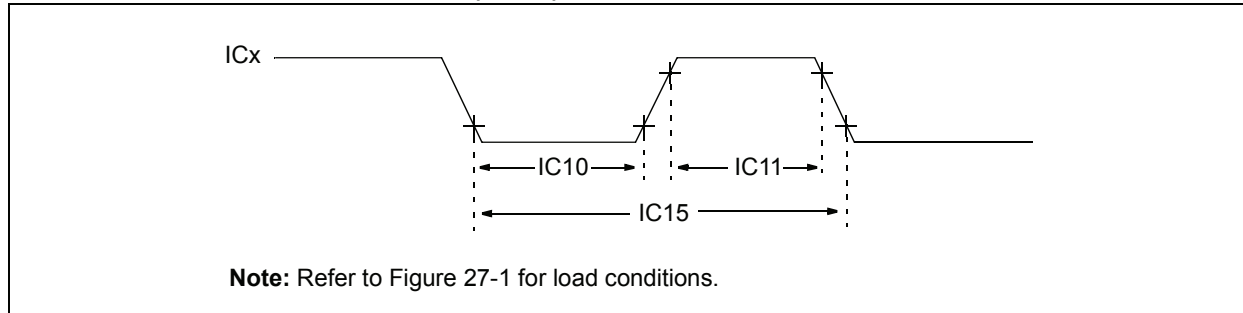 ICx
IC10
IC11
IC15
Note: Refer to Figure 27-1 for load conditions.